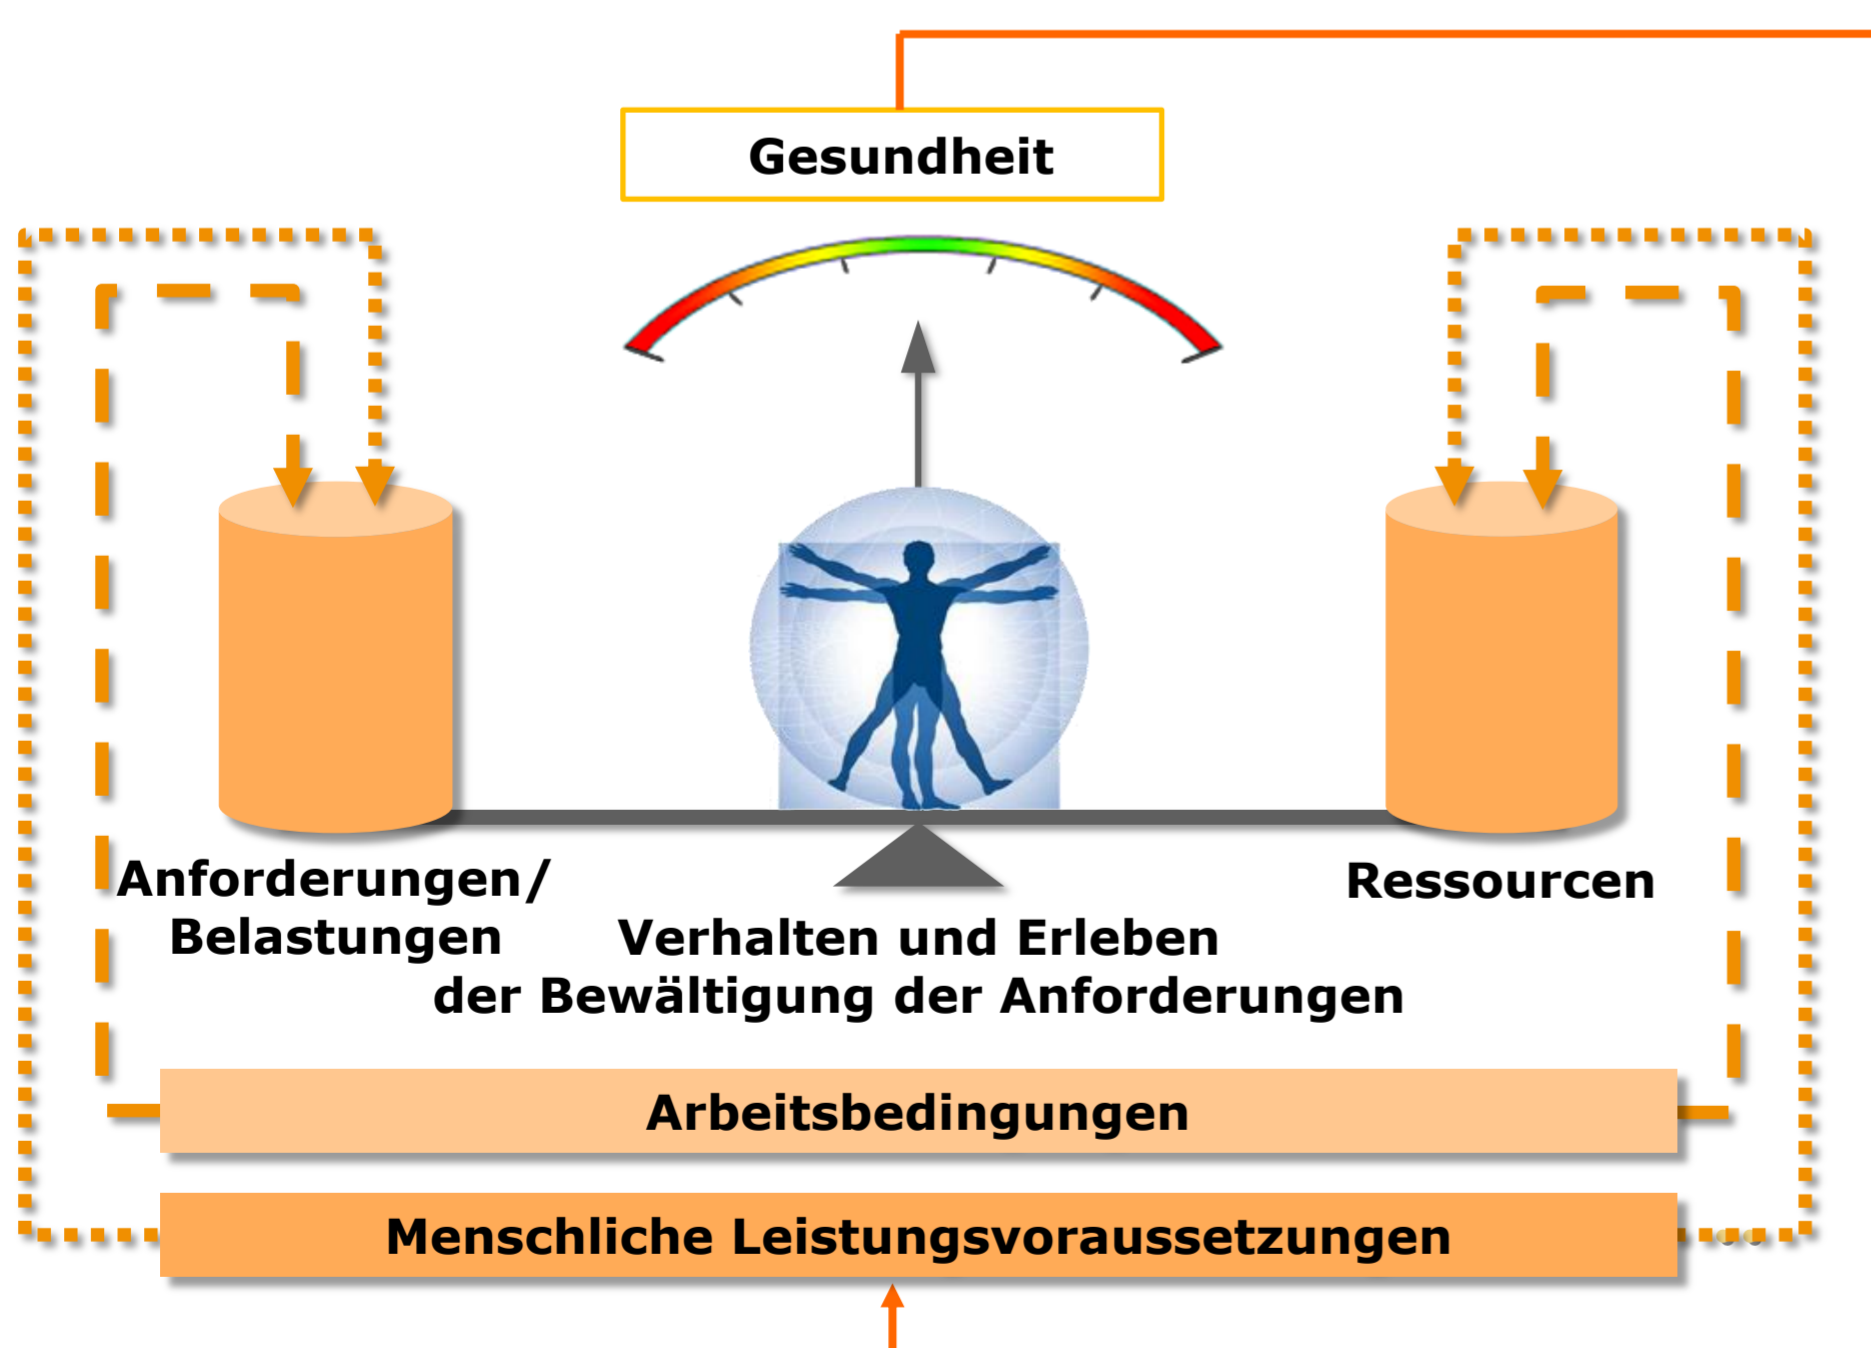 Gesundheit
Anforderungen/
Belastungen
Ressourcen
Verhalten und Erleben
der Bewältigung der Anforderungen
Arbeitsbedingungen
Menschliche Leistungsvoraussetzungen